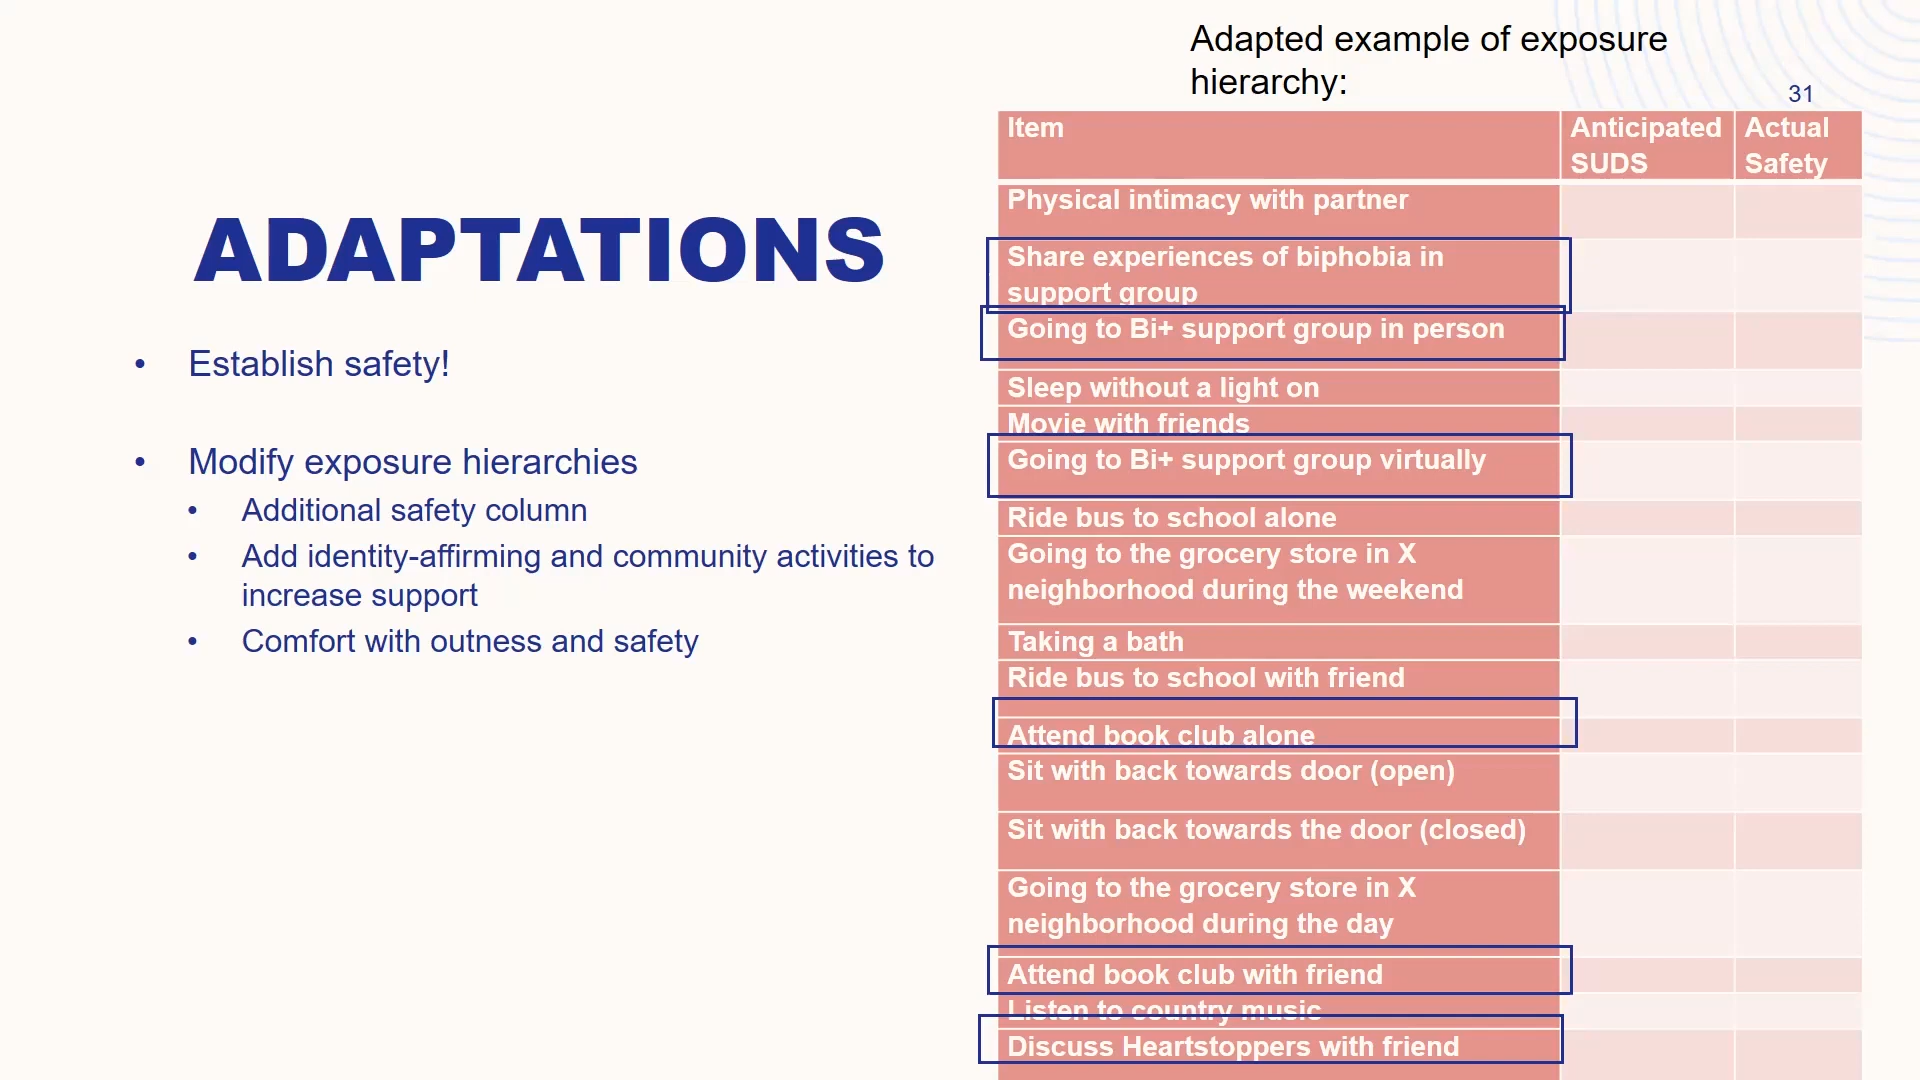 Adapted example of exposure
hierarchy:
31
ADAPTATIONS
• Establish safety!
• Modify exposure hierarchies
• Additional safety column
• Add identity-affirming and community activities to
increase support
• Comfort with outness and safety
Item
Anticipated
SUDS
Actual
Safety
Physical intimacy with partner
Share experiences of biphobia in
support group
Going to Bi+ support group in person
Sleep without a light on
Movie with friends
Going to Bi+ support group virtually
Ride bus to school alone
Going to the grocery store in X
neighborhood during the weekend
Taking a bath
Ride bus to school with friend
Attend book club alone
Sit with back towards door (open)
Sit with back towards the door (closed)
Going to the grocery store in X
neighborhood during the day
Attend book club with friend
Listen to country music
Discuss Heartstoppers with friend